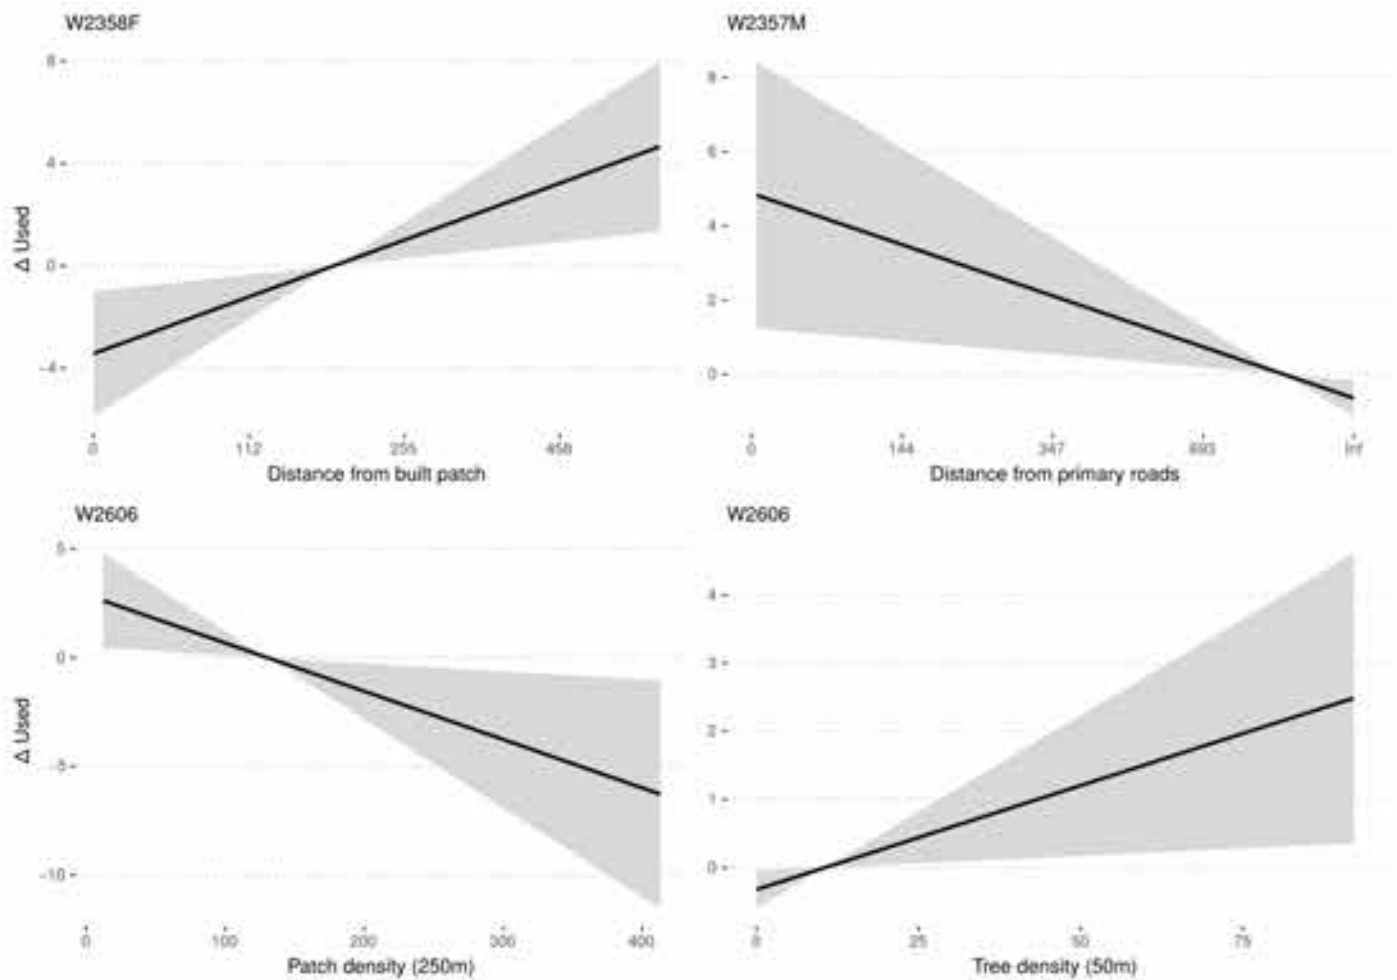 W2358F
W2357M
8
4
0
-4
Δ Used
0 112 255 458
Distance from built patch
8
6
4
2
0
0 144 347 693 Inf
Distance from primary roads
W2606
W2606
5
0
-5
-10
Δ Used
0 100 200 300 400
Patch density (250m)
4
3
2
1
0
0 25 50 75
Tree density (50m)